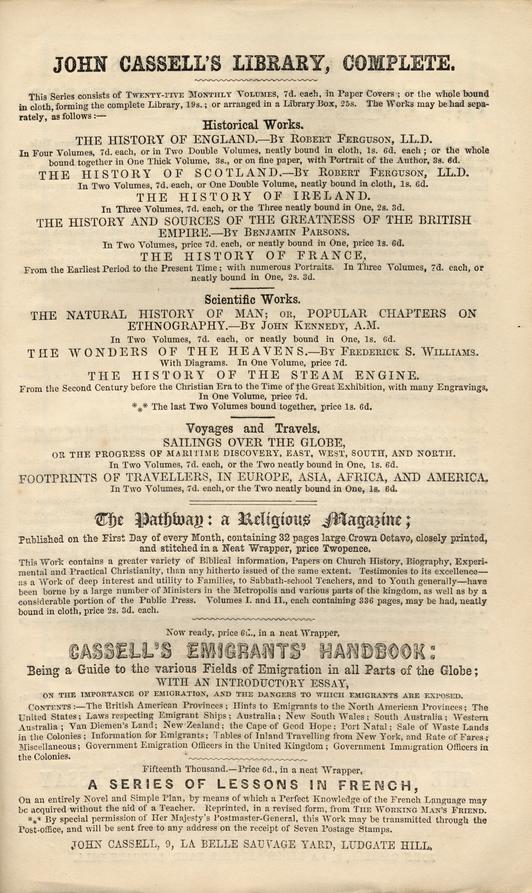 JOHN CASSELL'S LIBRARY, COMPLETE.
This Series consists of TWENTY-FIVE MONTHLY VOLUMES, 7d. each, in Paper Covers; or the whole bound
in cloth, forming the complete Library, 19s.; or arranged in a Library Box, 25s. The Works may be had sepa-
rately, as follows:—
Historical Works.
THE HISTORY OF ENGLAND.—BY ROBERT FERGUSON, LL.D.
In Four Volumes, 7d. each, or in Two Double Volumes, neatly bound in cloth, 1s. 6d. each; or the whole
bound together in One Thick Volume, 3s., or on fine paper, with Portrait of the Author, 3s. 6d.
THE HISTORY OF SCOTLAND.—BY ROBERT FERGUSON, LL.D.
In Two Volumes, 7d. each, or One Double Volume, neatly bound in cloth, 1s. 6d.
THE HISTORY OF IRELAND.
In Three Volumes, 7d. each, or the Three neatly bound in One, 2s. 3d.
THE HISTORY AND SOURCES OF THE GREATNESS OF THE BRITISH
EMPIRE.—BY BENJAMIN PARSONS.
In Two Volumes, price 7d. each, or neatly bound in One, price 1s. 6d.
THE HISTORY OF FRANCE,
From the Earliest Period to the Present Time; with numerous Portraits. In Three Volumes, 7d. each, or
neatly bound in One, 2s. 3d.
Scientific Works.
THE NATURAL HISTORY OF MAN; OR, POPULAR CHAPTERS ON
ETHNOGRAPHY.—BY JOHN KENNEDY, A.M.
In Two Volumes, 7d. each, or neatly bound in One, 1s. 6d.
THE WONDERS OF THE HEAVENS.—BY FREDERICK S. WILLIAMS.
With Diagrams. In One Volume, price 7d.
THE HISTORY OF THE STEAM ENGINE.
From the Second Century before the Christian Era to the Time of the Great Exhibition, with many Engravings,
In One Volume, price 7d.
*** The last Two Volumes bound together, price 1s. 6d.
Voyages and Travels.
SAILINGS OVER THE GLOBE,
OR THE PROGRESS OF MARITIME DISCOVERY, EAST, WEST, SOUTH, AND NORTH.
In Two Volumes, 7d. each, or the Two neatly bound in One, 1s. 6d.
FOOTPRINTS OF TRAVELLERS, IN EUROPE, ASIA, AFRICA, AND AMERICA.
In Two Volumes, 7d. each, or the Two neatly bound in One, 1s. 6d.
The Pathway: a Religious Magazine;
Published on the First Day of every Month, containing 32 pages large Crown Octavo, closely printed,
and stitched in a Neat Wrapper, price Twopence.
This Work contains a greater variety of Biblical information, Papers on Church History, Biography, Experi-
mental and Practical Christianity, than any hitherto issued of the same extent. Testimonies to its excellence—
as a Work of deep interest and utility to Families, to Sabbath-school Teachers, and to Youth generally—have
been borne by a large number of Ministers in the Metropolis and various parts of the kingdom, as well as by a
considerable portion of the Public Press. Volumes I. and II., each containing 336 pages, may be had, neatly
bound in cloth, price 2s. 3d. each.
Now ready, price 6d., in a neat Wrapper,
CASSELL'S EMIGRANTS' HANDBOOK:
Being a Guide to the various Fields of Emigration in all Parts of the Globe;
WITH AN INTRODUCTORY ESSAY,
ON THE IMPORTANCE OF EMIGRATION, AND THE DANGERS TO WHICH EMIGRANTS ARE EXPOSED.
CONTENTS:—The British American Provinces; Hints to Emigrants to the North American Provinces; The
United States; Laws respecting Emigrant Ships; Australia; New South Wales; South Australia; Western
Australia; Van Diemen's Land; New Zealand; the Cape of Good Hope; Port Natal; Sale of Waste Lands
in the Colonies; Information for Emigrants; Tables of Inland Travelling from New York, and Rate of Fares;
Miscellaneous; Government Emigration Officers in the United Kingdom; Government Immigration Officers in
the Colonies.
Fifteenth Thousand.—Price 6d., in a neat Wrapper,
A SERIES OF LESSONS IN FRENCH,
On an entirely Novel and Simple Plan, by means of which a Perfect Knowledge of the French Language may
be acquired without the aid of a Teacher. Reprinted, in a revised form, from THE WORKING MAN'S FRIEND.
*** By special permission of Her Majesty's Postmaster-General, this Work may be transmitted through the
Post-office, and will be sent free to any address on the receipt of Seven Postage Stamps.
JOHN CASSELL, 9, LA BELLE SAUVAGE YARD, LUDGATE HILL,